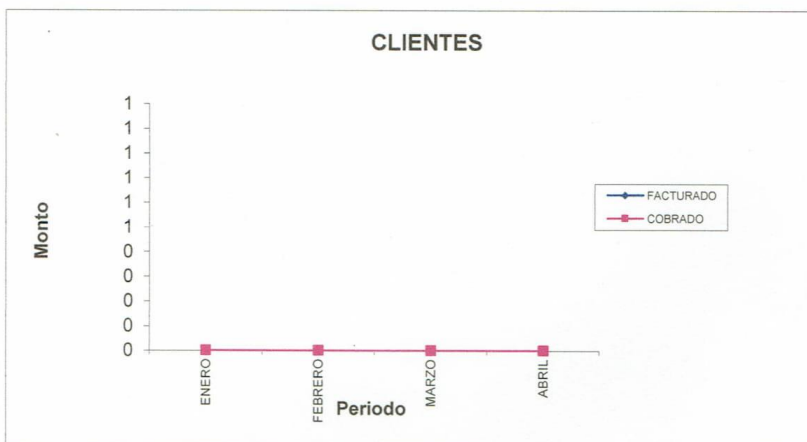 CLIENTES
1
1
1
1
1
1
0
0
0
0
0
Monto
ENERO
FEBRERO
MARZO
ABRIL
Periodo
FACTURADO
COBRADO